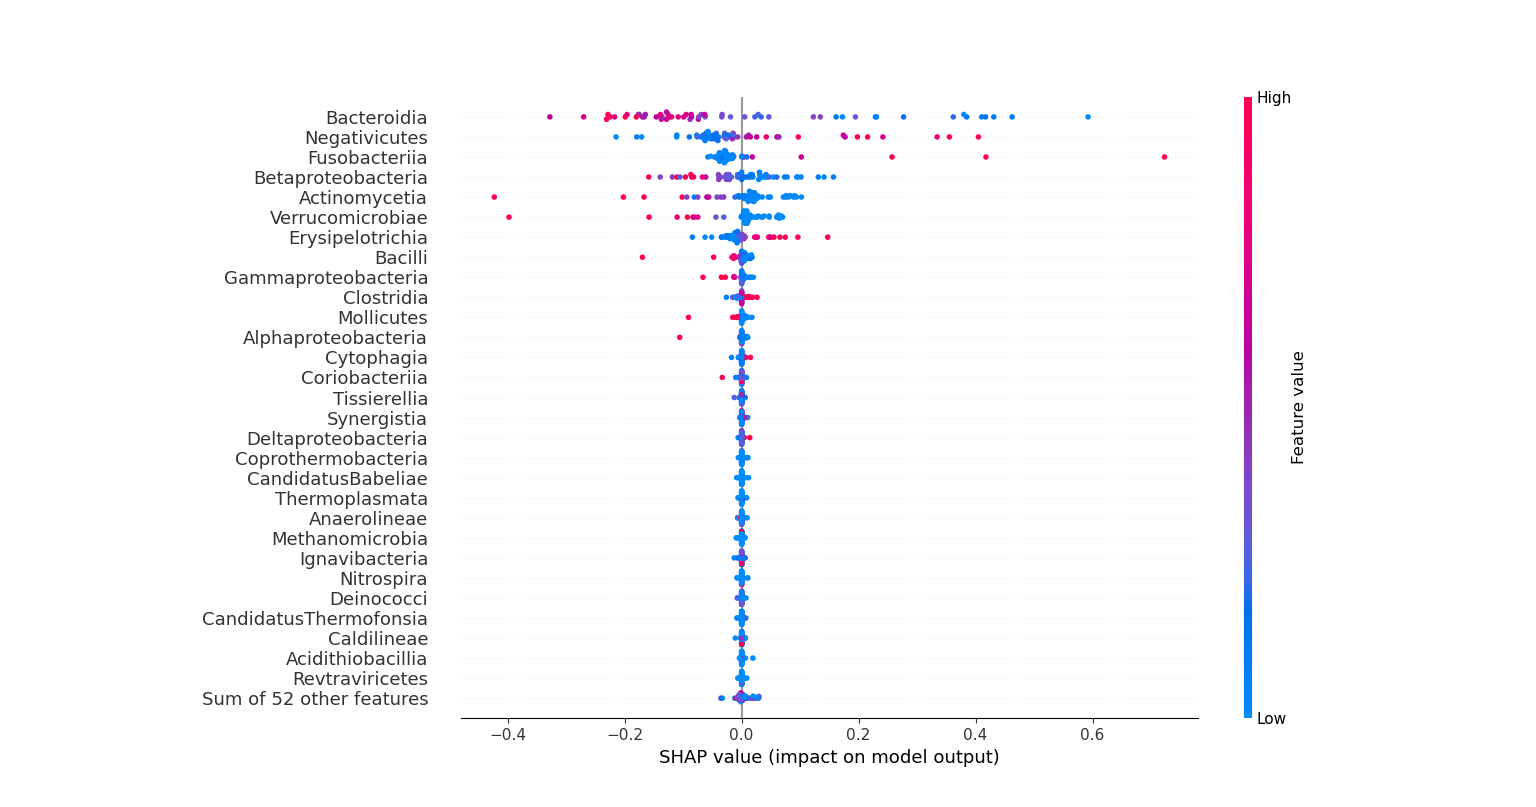 High
Bacteroidia
Negativicutes
Fusobacteriia
Betaproteobacteria
Actinomycetia
Verrucomicrobiae
Erysipelotrichia
Bacilli
Gammaproteobacteria
Clostridia
Mollicutes
Alphaproteobacteria
Cytophagia
Coriobacteriia
Tissierellia
Synergistia
Deltaproteobacteria
Coprothermobacteria
CandidatusBabeliae
Thermoplasmata
Anaerolineae
Methanomicrobia
Ignavibacteria
Nitrospira
Deinococci
CandidatusThermofonsia
Caldilineae
Acidithiobacillia
Revtraviricetes
Sum of 52 other features
Feature value
Low
−0.4 −0.2 0.0 0.2 0.4 0.6
SHAP value (impact on model output)